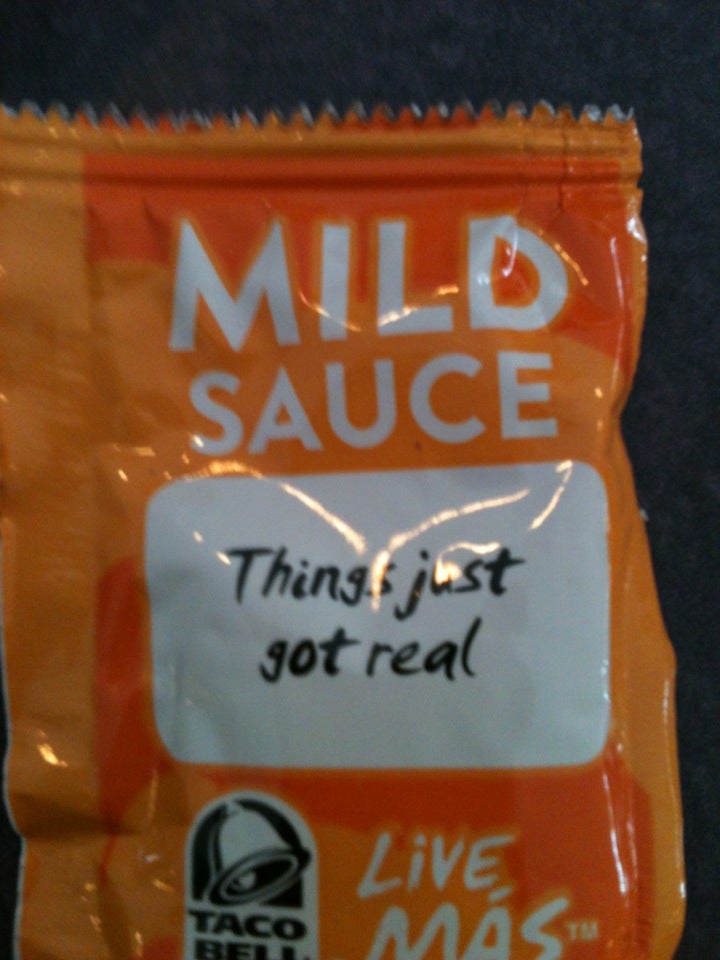 MILD
SAUCE
Things just
got real
TACO
BELL
LIVE
MÁS™